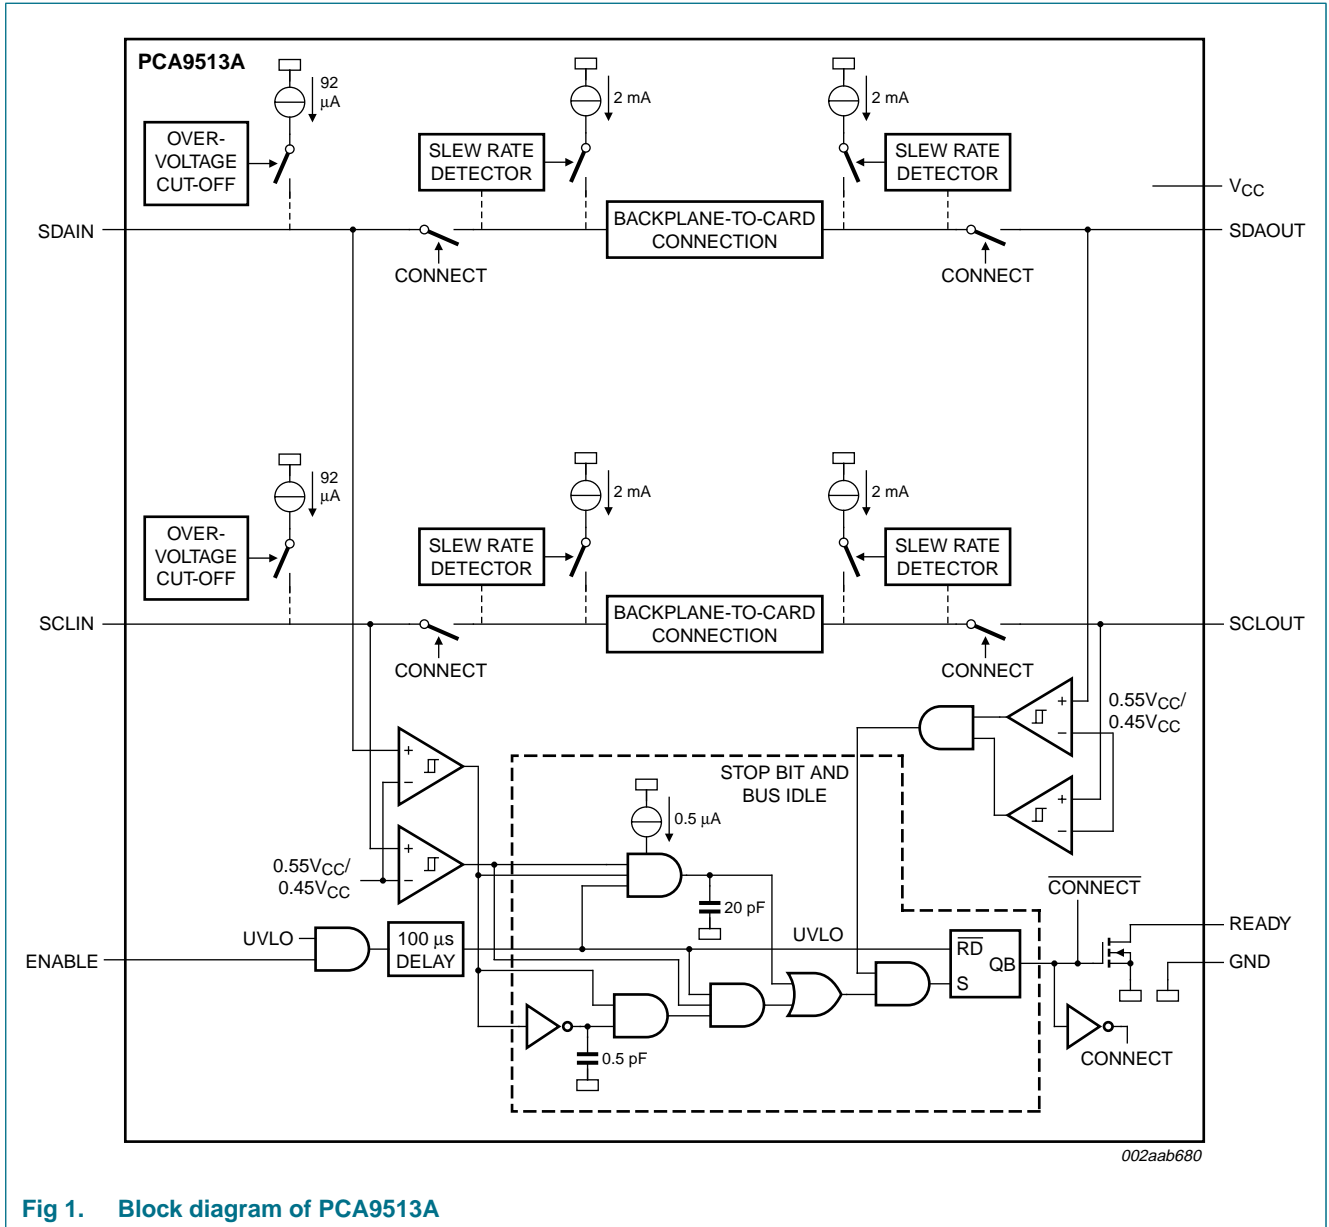 PCA9513A
92
μA
2 mA
2 mA
OVER-
VOLTAGE
CUT-OFF
SLEW RATE
DETECTOR
SLEW RATE
DETECTOR
VCC
SDAIN
BACKPLANE-TO-CARD
CONNECTION
SDAOUT
CONNECT
CONNECT
92
μA
2 mA
2 mA
OVER-
VOLTAGE
CUT-OFF
SLEW RATE
DETECTOR
SLEW RATE
DETECTOR
SCLIN
BACKPLANE-TO-CARD
CONNECTION
SCLOUT
CONNECT
CONNECT
+
−
+
−
0.55VCC/
0.45VCC
+
−
+
−
0.55VCC/
0.45VCC
STOP BIT AND
BUS IDLE
0.5 μA
20 pF
CONNECT
UVLO
100 μs
DELAY
UVLO
RD
QB
S
READY
ENABLE
GND
0.5 pF
CONNECT
002aab680
Fig 1. Block diagram of PCA9513A